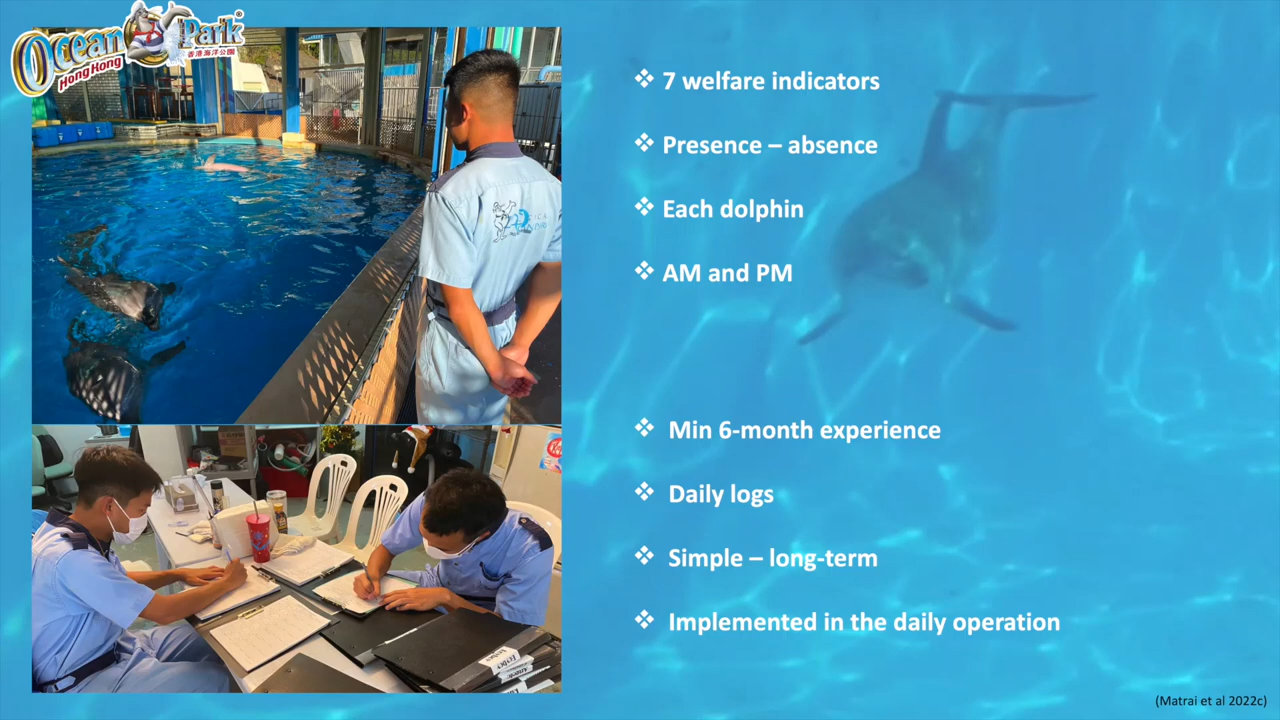 Ocean Park®
Hong Kong
香港海洋公園
❖ 7 welfare indicators
❖ Presence – absence
❖ Each dolphin
❖ AM and PM
❖ Min 6-month experience
❖ Daily logs
❖ Simple – long-term
❖ Implemented in the daily operation
(Matrai et al 2022c)